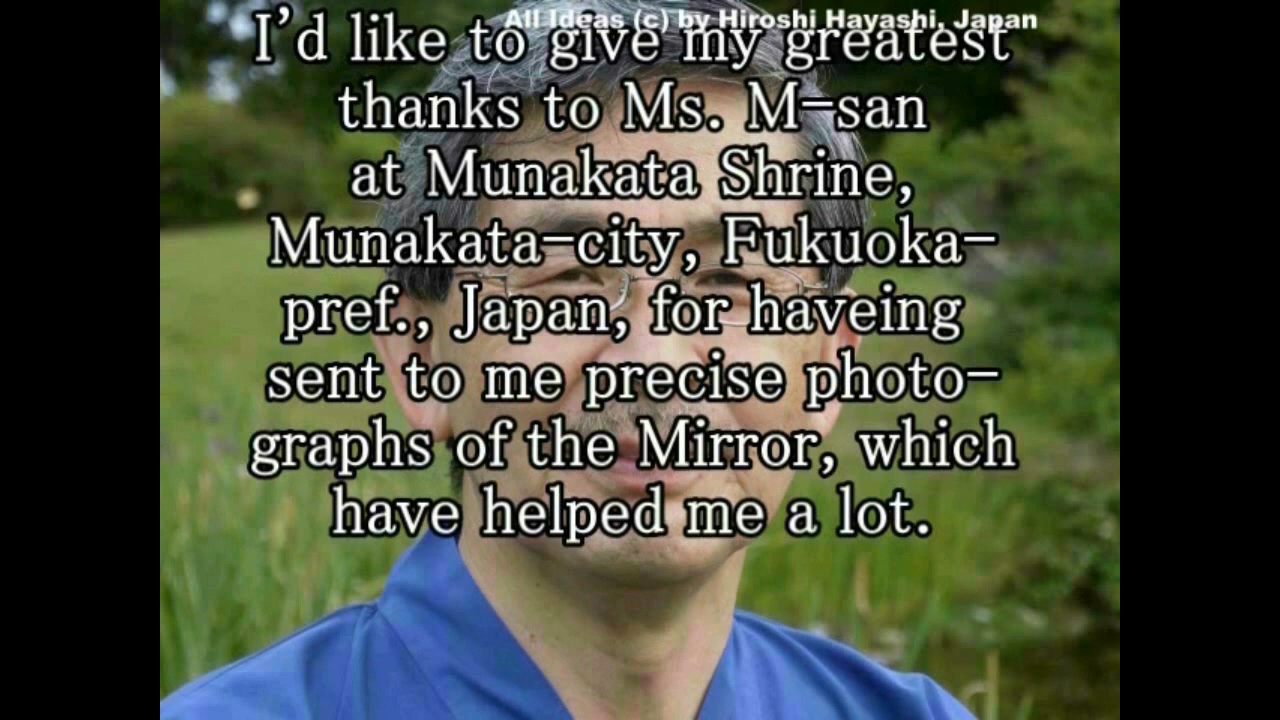 All Ideas (c) by Hiroshi Hayashi, Japan
I'd like to give my greatest
thanks to Ms. M-san
at Munakata Shrine,
Munakata-city, Fukuoka-
pref., Japan, for haveing
sent to me precise photo-
graphs of the Mirror, which
have helped me a lot.